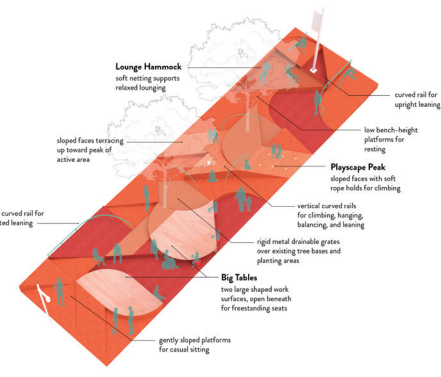 Lounge Hammock
soft netting supports
relaxed lounging
curved rail for
upright leaning
low bench-height
platforms for
resting
sloped faces terracing
up toward peak of
active area
Playscape Peak
sloped faces with soft
rope holds for climbing
vertical curved rails
for climbing, hanging,
balancing, and leaning
curved rail for
leaning
rigid metal drainable grates
over existing tree bases and
planting areas
Big Tables
two large shaped work
surfaces, open beneath
for freestanding seats
gently sloped platforms
for casual sitting